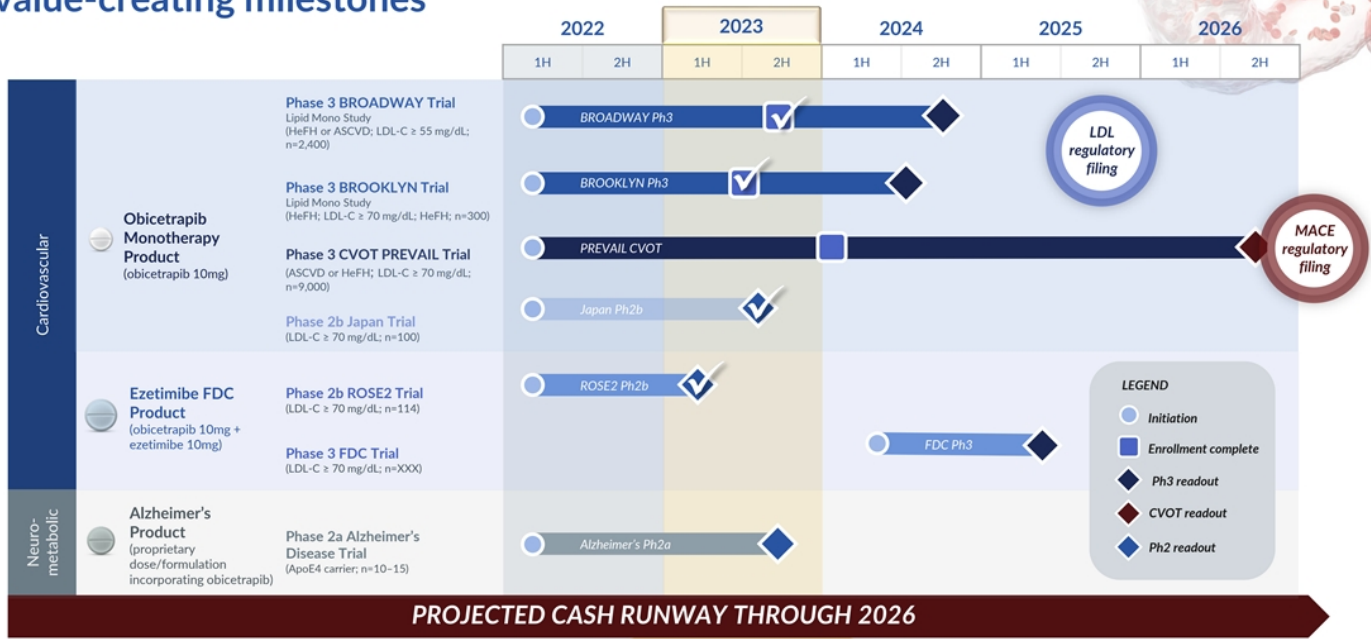 value-creating milestones
2022
2023
2024
2025
2026
1H
2H
1H
2H
1H
2H
1H
2H
1H
2H
Cardiovascular
Obicetrapib
Monotherapy
Product
(obicetrapib 10mg)
Phase 3 BROADWAY Trial
Lipid Mono Study
(HeFH or ASCVD; LDL-C ≥ 55 mg/dL;
n=2,400)
BROADWAY Ph3
Phase 3 BROOKLYN Trial
Lipid Mono Study
(HeFH; LDL-C ≥ 70 mg/dL; HeFH; n=300)
BROOKLYN Ph3
Phase 3 CVOT PREVAIL Trial
(ASCVD or HeFH; LDL-C ≥ 70 mg/dL;
n=9,000)
PREVAIL CVOT
Phase 2b Japan Trial
(LDL-C ≥ 70 mg/dL; n=100)
Japan Ph2b
LDL
regulatory
filing
MACE
regulatory
filing
Ezetimibe FDC
Product
(obicetrapib 10mg +
ezetimibe 10mg)
Phase 2b ROSE2 Trial
(LDL-C ≥ 70 mg/dL; n=114)
ROSE2 Ph2b
Phase 3 FDC Trial
(LDL-C ≥ 70 mg/dL; n=XXX)
FDC Ph3
LEGEND
Initiation
Enrollment complete
Ph3 readout
CVOT readout
Ph2 readout
Neuro-
metabolic
Alzheimer's
Product
(proprietary
dose/formulation
incorporating obicetrapib)
Phase 2a Alzheimer's
Disease Trial
(ApoE4 carrier; n=10–15)
Alzheimer's Ph2a
PROJECTED CASH RUNWAY THROUGH 2026